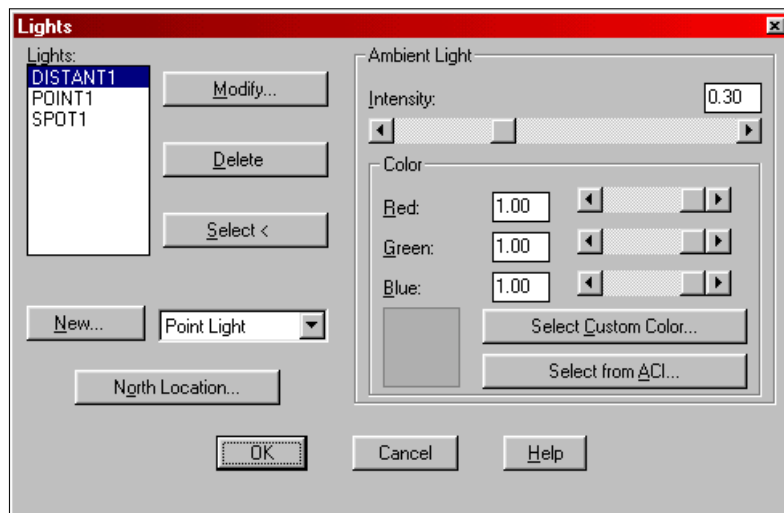 Lights
Lights:
DISTANT1
POINT1
SPOT1
Modify...
Delete
Select <
New...
Point Light
North Location...
Ambient Light
Intensity:
0.30
Color
Red:
1.00
Green:
1.00
Blue:
1.00
Select Custom Color...
Select from ACI...
OK
Cancel
Help